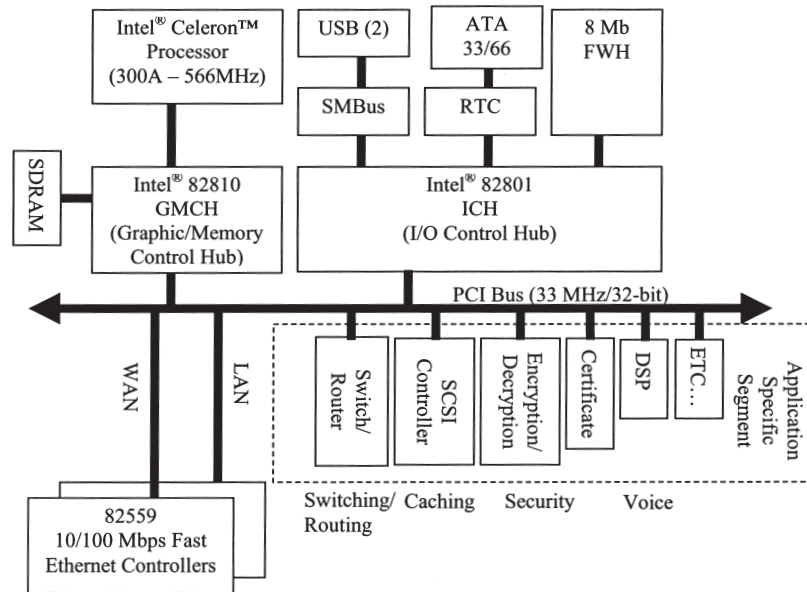 Intel® Celeron™
Processor
(300A – 566MHz)
USB (2)
ATA
33/66
8 Mb
FWH
SMBus
RTC
SDRAM
Intel® 82810
GMCH
(Graphic/Memory
Control Hub)
Intel® 82801
ICH
(I/O Control Hub)
PCI Bus (33 MHz/32-bit)
WAN
LAN
Switch/
Router
SCSI
Controller
Encryption/
Decryption
Certificate
DSP
ETC…
Application
Specific
Segment
Switching/
Routing
Caching
Security
Voice
82559
10/100 Mbps Fast
Ethernet Controllers